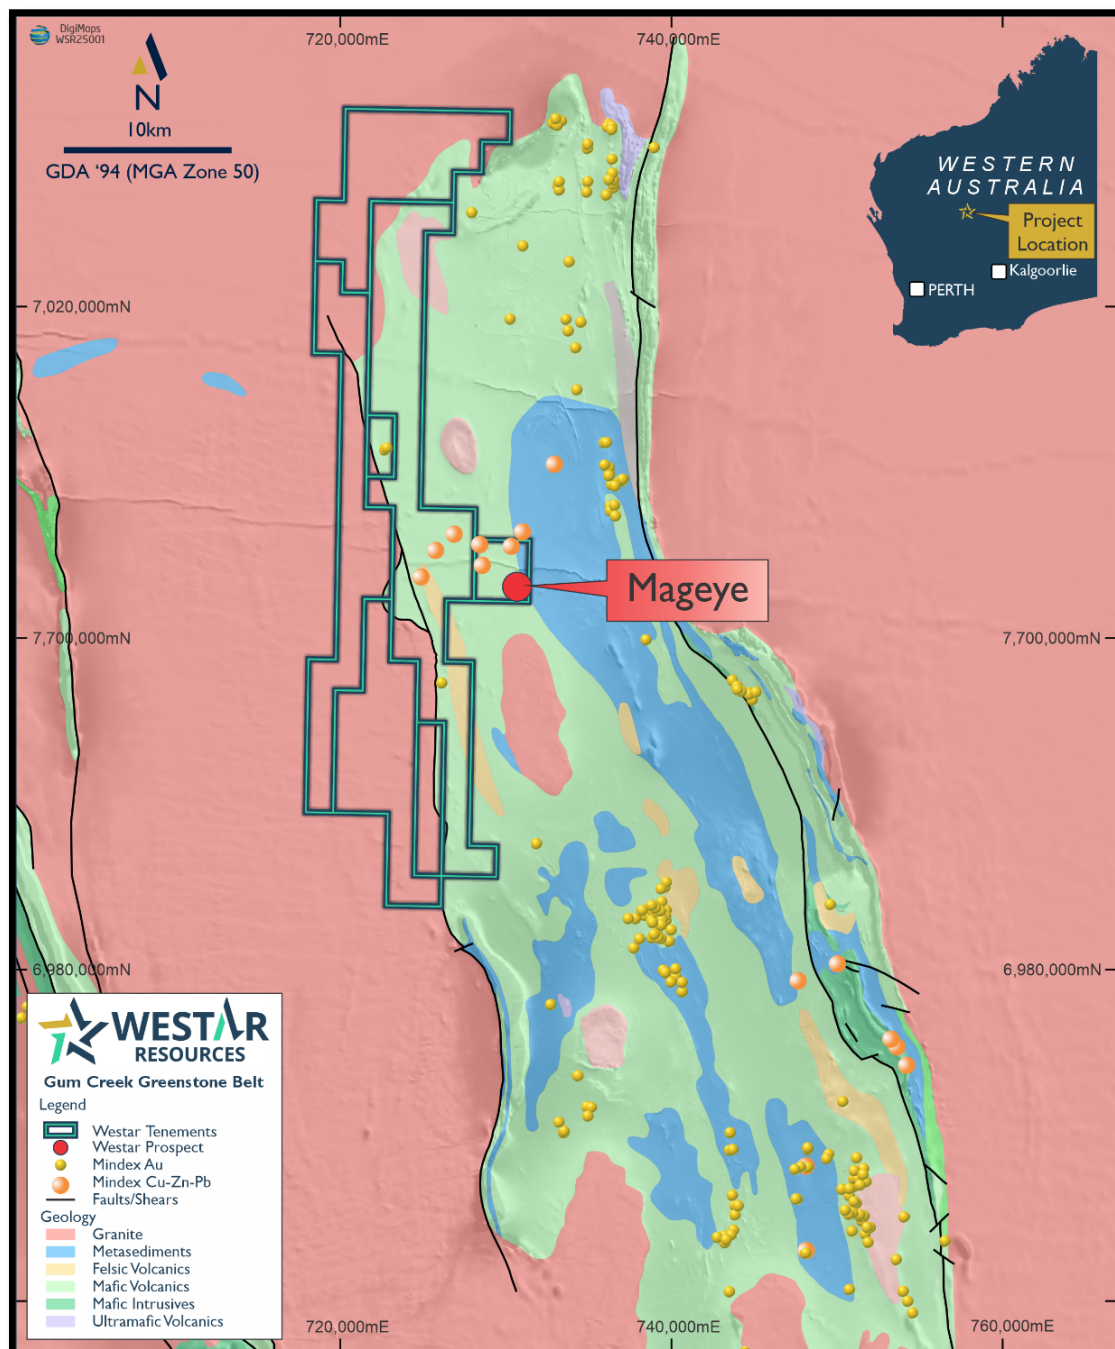 DigiMaps
WSR25001
720,000mE
740,000mE
N
10km
GDA '94 (MGA Zone 50)
WESTERN
AUSTRALIA
Project
Location
Kalgoorlie
PERTH
7,020,000mN
Mageye
7,700,000mN
7,700,000mN
6,980,000mN
6,980,000mN
WESTAR
RESOURCES
Gum Creek Greenstone Belt
Legend
Westar Tenements
Westar Prospect
Mindex Au
Mindex Cu-Zn-Pb
Faults/Shears
Geology
Granite
Metasediments
Felsic Volcanics
Mafic Volcanics
Mafic Intrusives
Ultramafic Volcanics
720,000mE
740,000mE
760,000mE